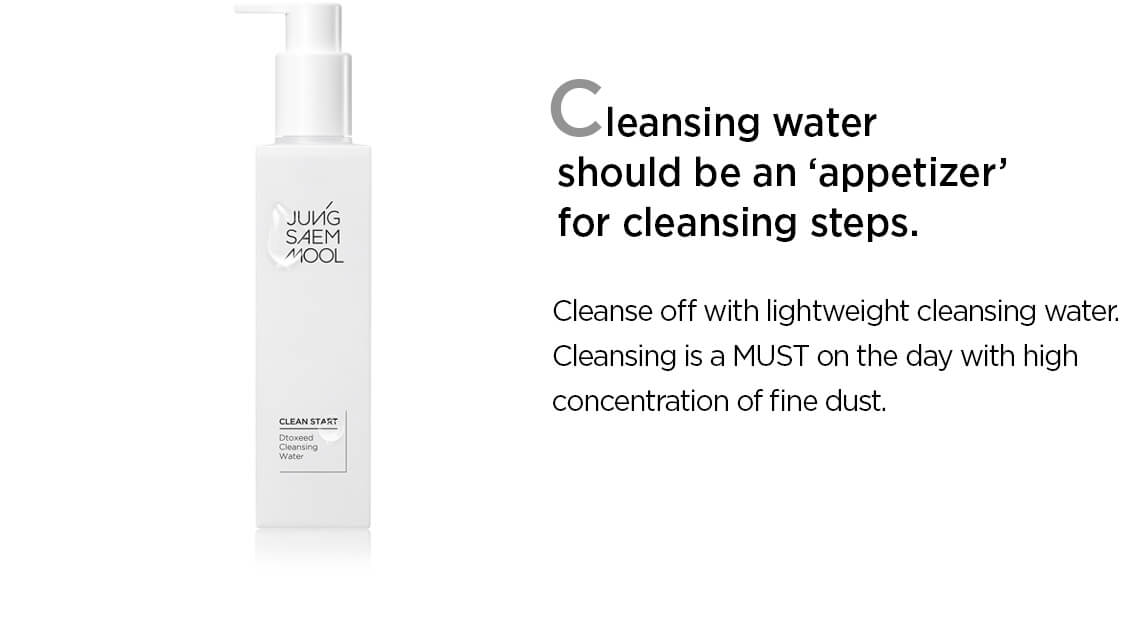 JUNG
SAEM
MOOL
CLEAN START
Dtoxeed
Cleansing
Water
Cleansing water
should be an ‘appetizer’
for cleansing steps.
Cleanse off with lightweight cleansing water.
Cleansing is a MUST on the day with high
concentration of fine dust.